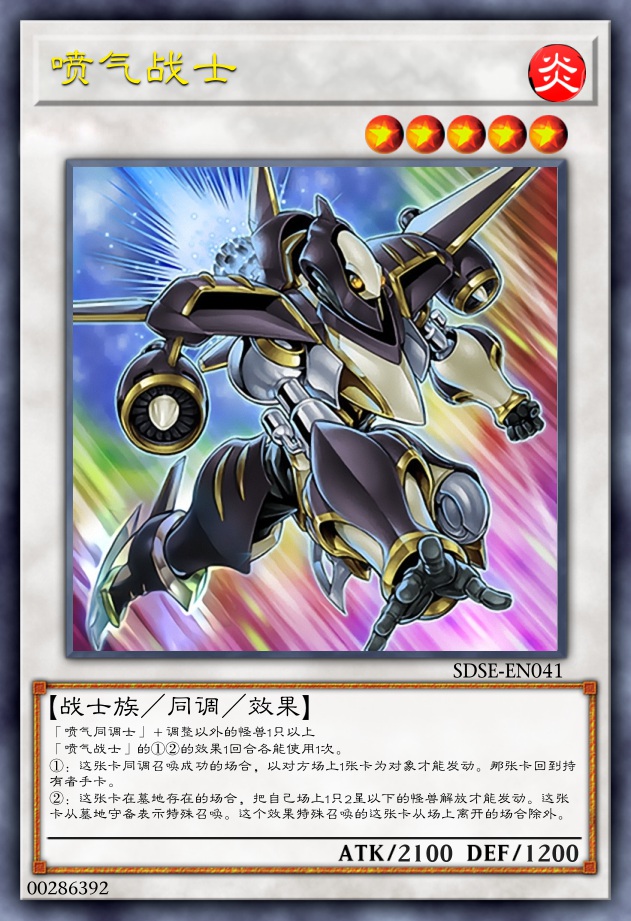 喷气战士
炎
SDSE-EN041
【战士族／同调／效果】
「喷气同调士」＋调整以外的怪兽1只以上
「喷气战士」的①②的效果1回合各能使用1次。
①：这张卡同调召唤成功的场合，以对方场上1张卡为对象才能发动。那张卡回到持
有者手卡。
②：这张卡在墓地存在的场合，把自己场上1只2星以下的怪兽解放才能发动。这张
卡从墓地守备表示特殊召唤。这个效果特殊召唤的这张卡从场上离开的场合除外。
ATK/2100 DEF/1200
00286392